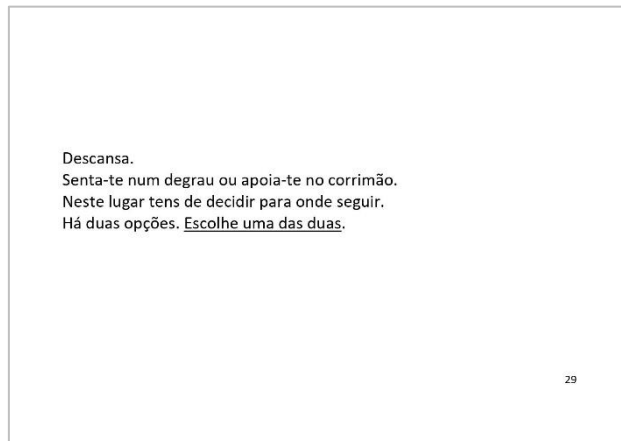 Descansa.
Senta-te num degrau ou apoia-te no corrimão.
Neste lugar tens de decidir para onde seguir.
Há duas opções. Escolhe uma das duas.
29